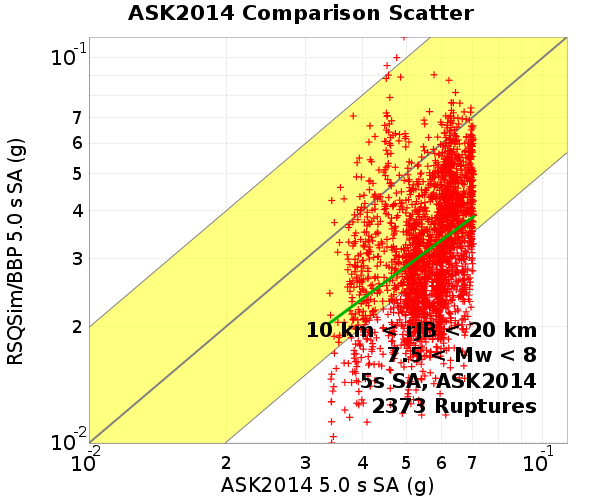 ASK2014 Comparison Scatter
RSQSim/BBP 5.0 s SA (g)
10-1
7
6
5
4
3
2
10-2
10 km < rJB < 20 km
7.5 < Mw < 8
5s SA, ASK2014
2373 Ruptures
10-2 2 3 4 5 6 7 10-1
ASK2014 5.0 s SA (g)